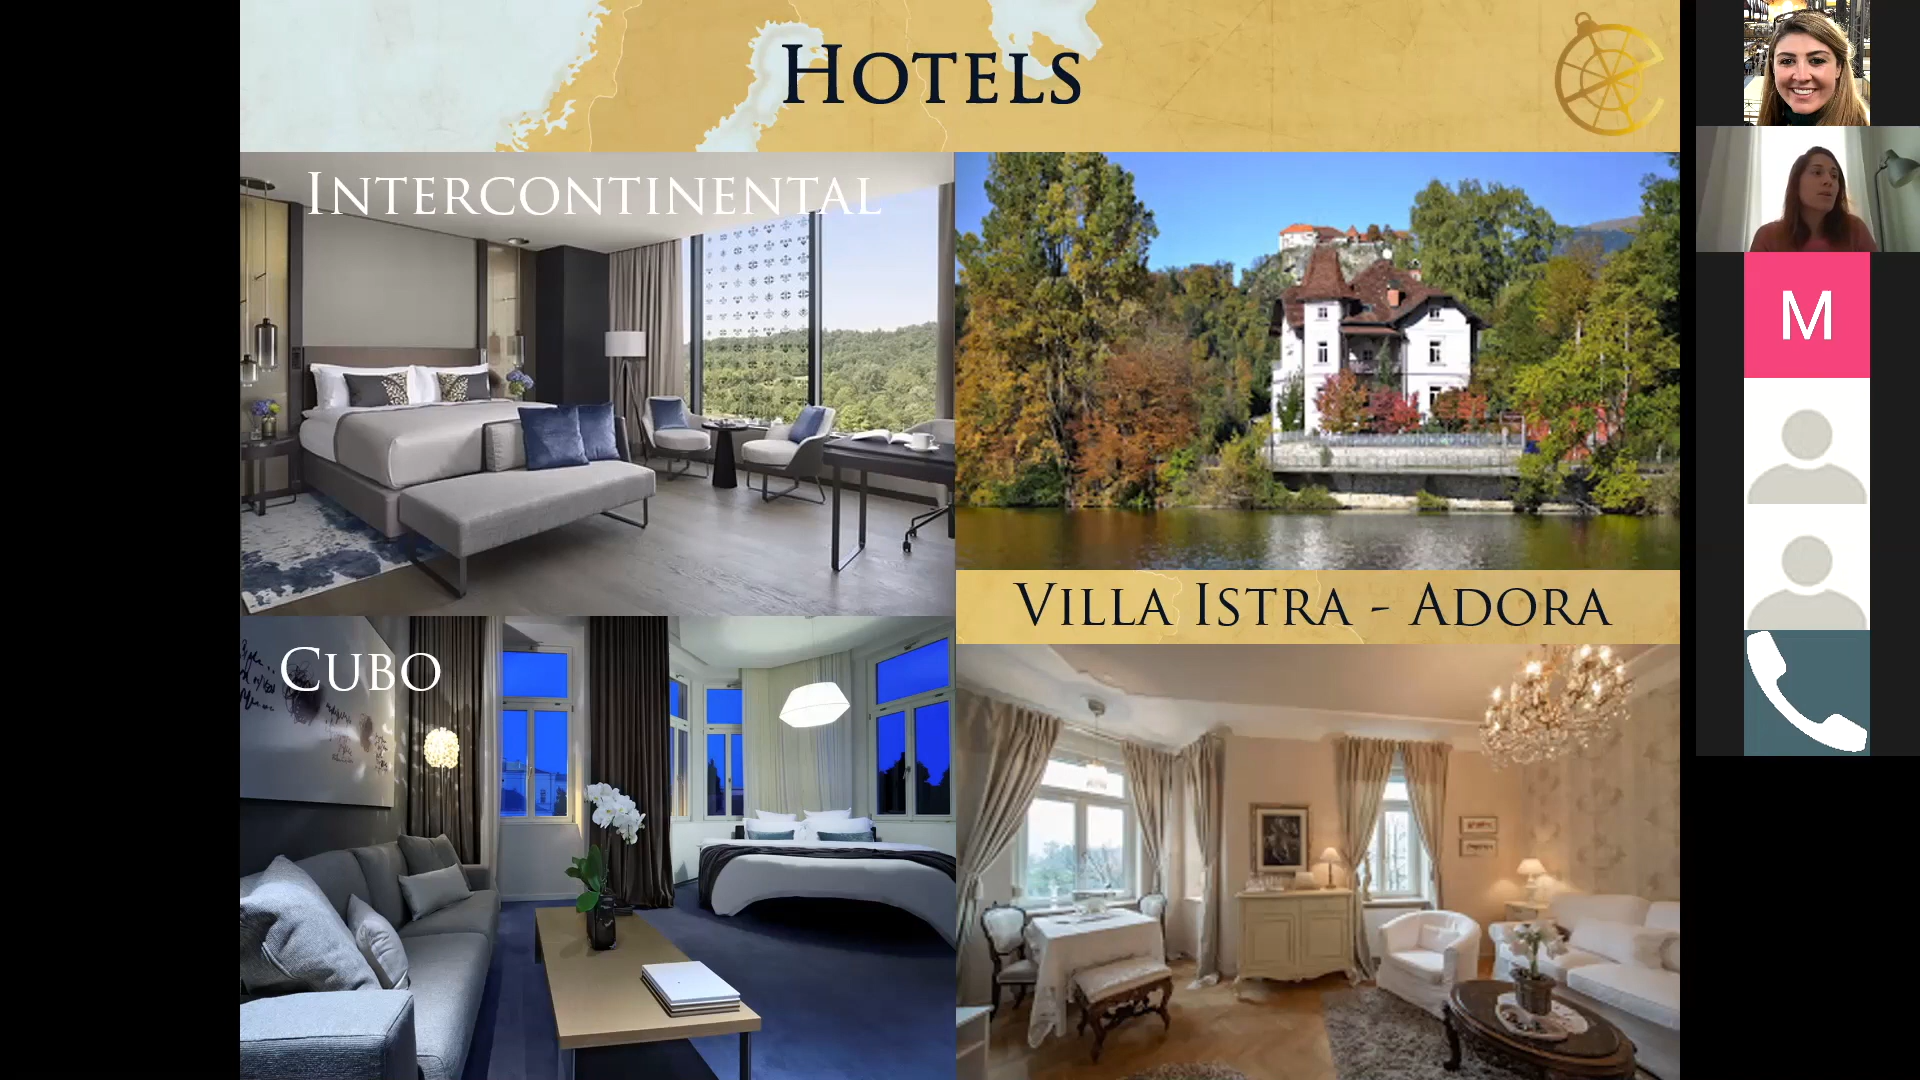 HOTELS
INTERCONTINENTAL
CUBO
VILLA ISTRA - ADORA
M